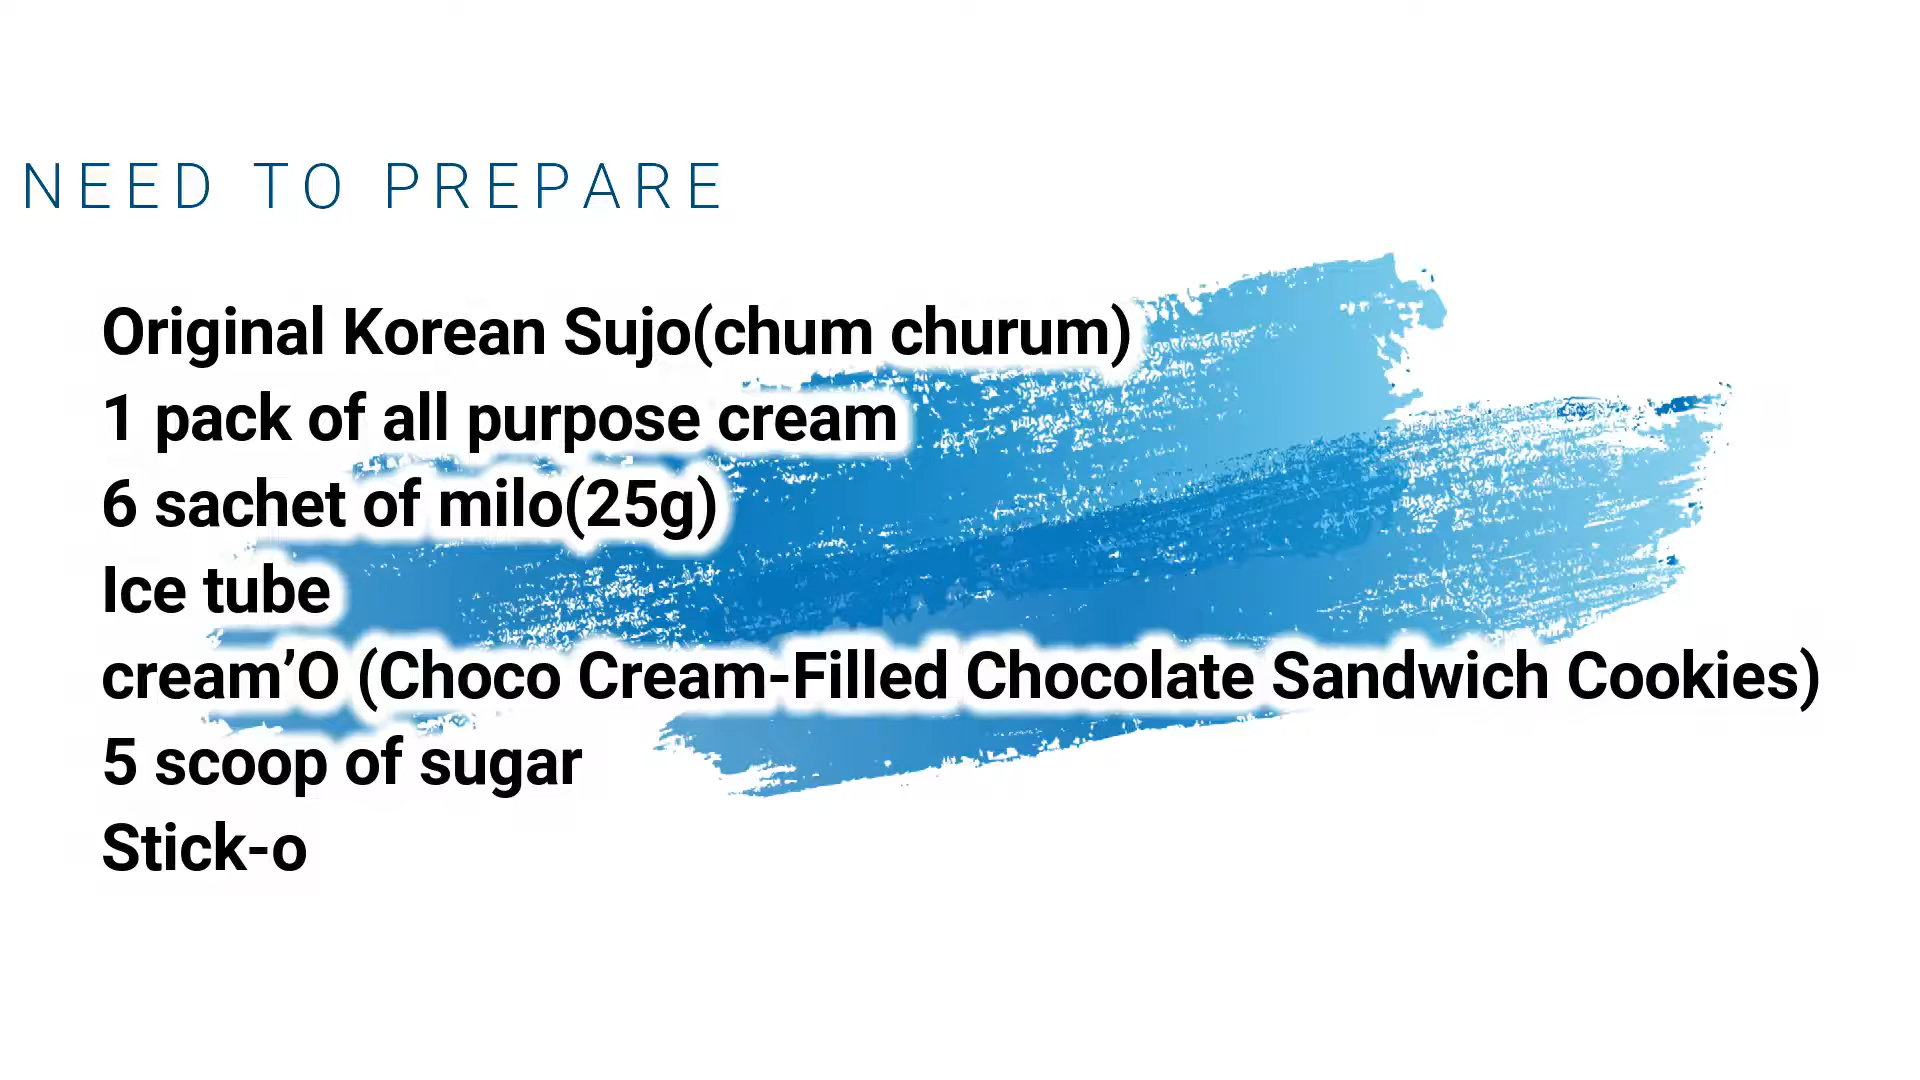 NEED TO PREPARE
Original Korean Sujo(chum churum)
1 pack of all purpose cream
6 sachet of milo(25g)
Ice tube
cream’O (Choco Cream-Filled Chocolate Sandwich Cookies)
5 scoop of sugar
Stick-o